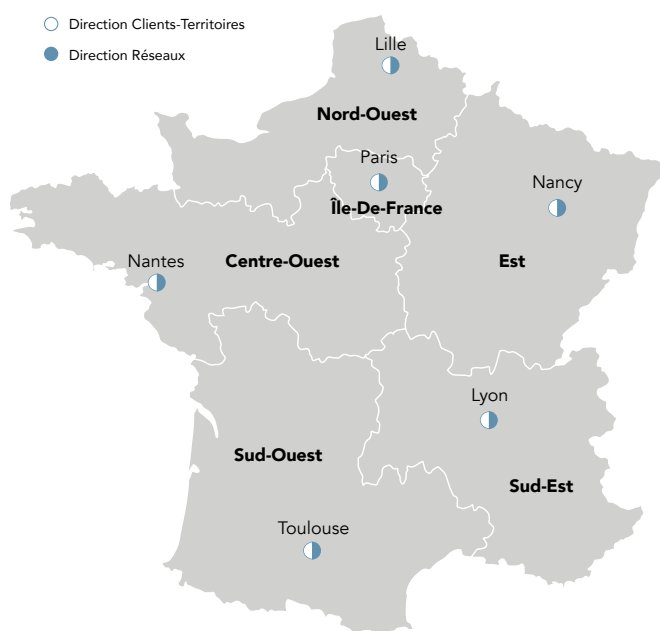 Direction Clients-Territoires
Direction Réseaux
Lille
Nord-Ouest
Paris
Île-De-France
Nancy
Nantes
Centre-Ouest
Est
Lyon
Sud-Ouest
Sud-Est
Toulouse